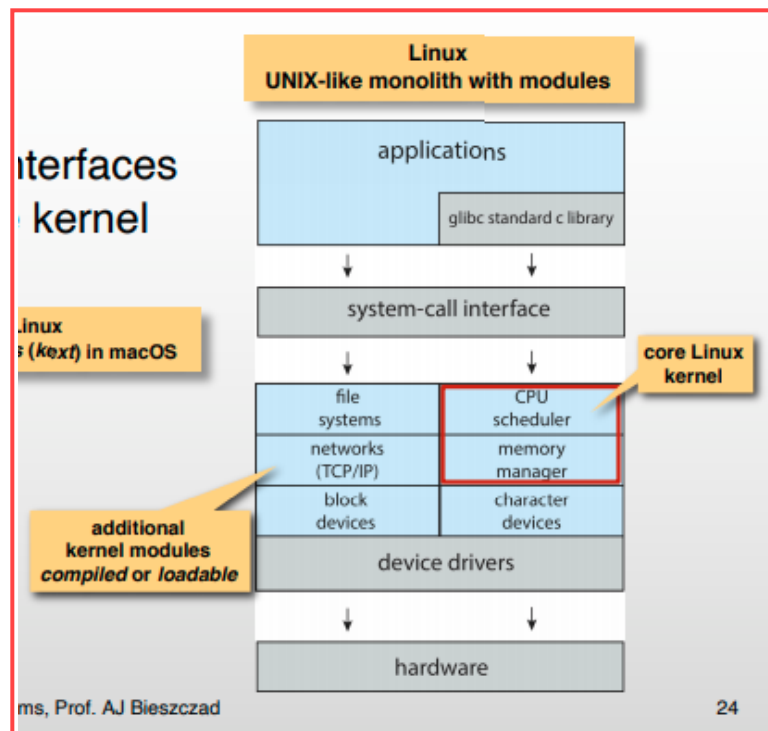 Linux
UNIX-like monolith with modules
nterfaces
kernel
applications
glibc standard c library
system-call interface
inux
s (kext) in macOS
core Linux
kernel
file
systems
CPU
scheduler
networks
(TCP/IP)
memory
manager
block
devices
character
devices
additional
kernel modules
compiled or loadable
device drivers
hardware
ms, Prof. AJ Bieszczad
24